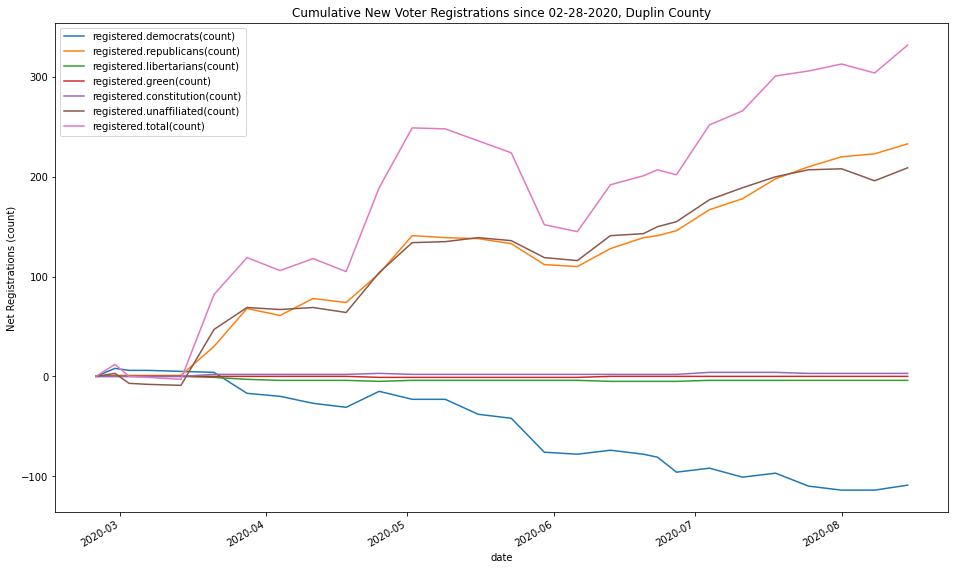 Cumulative New Voter Registrations since 02-28-2020, Duplin County
registered.democrats(count)
registered.republicans(count)
registered.libertarians(count)
registered.green(count)
registered.constitution(count)
registered.unaffiliated(count)
registered.total(count)
Net Registrations (count)
300
200
100
0
−100
2020-03
2020-04
2020-05
2020-06
2020-07
2020-08
date